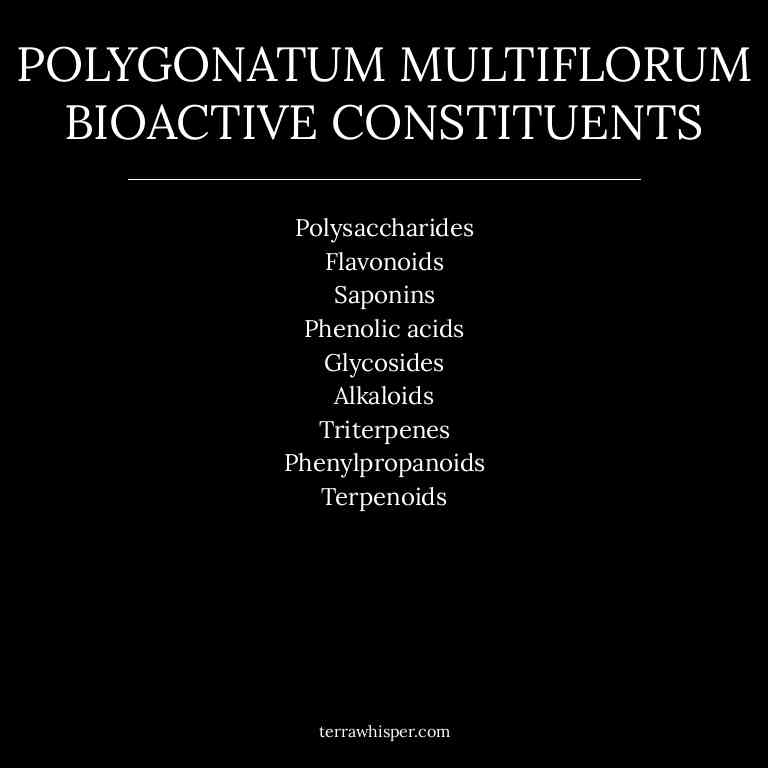 POLYGONATUM MULTIFLORUM
BIOACTIVE CONSTITUENTS
Polysaccharides
Flavonoids
Saponins
Phenolic acids
Glycosides
Alkaloids
Triterpenes
Phenylpropanoids
Terpenoids
terrawhisper.com